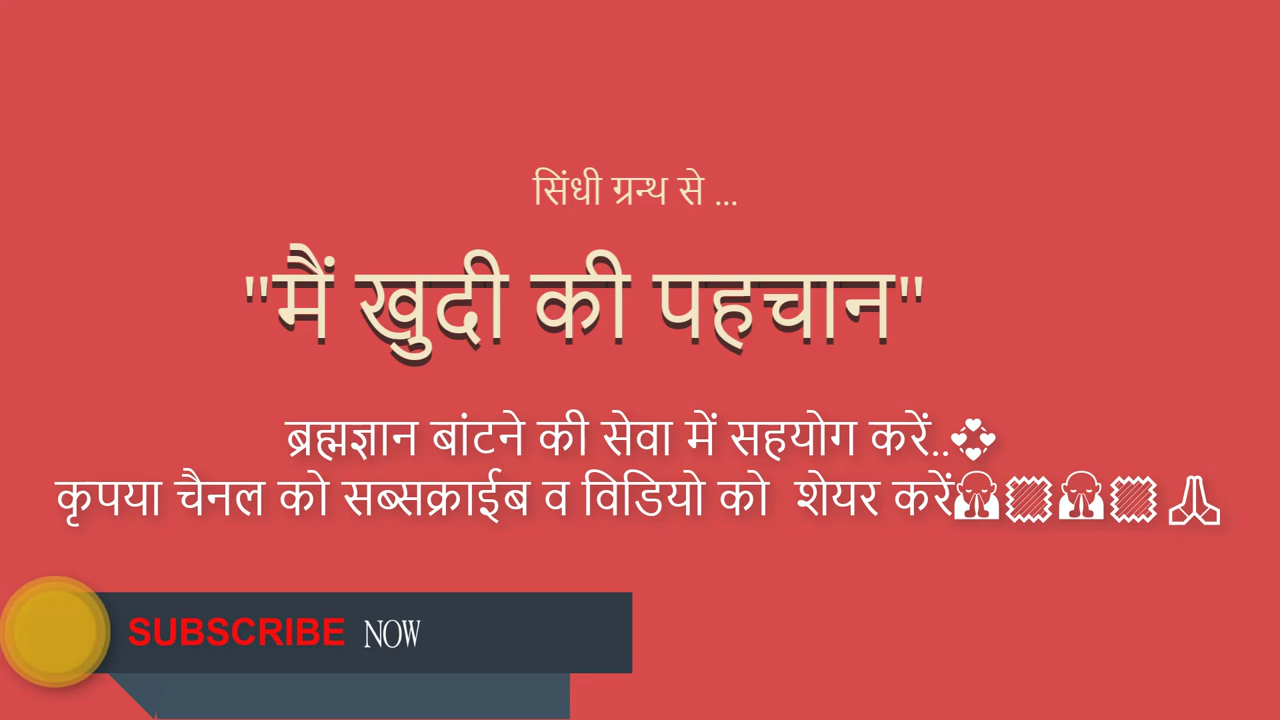 सिंधी ग्रन्थ से ...
"मैं खुदी की पहचान"
ब्रह्मज्ञान बांटने की सेवा में सहयोग करें..💞
कृपया चैनल को सब्सक्राईब व विडियो को शेयर करें🙏🏼🙏🏼🙏
SUBSCRIBE NOW